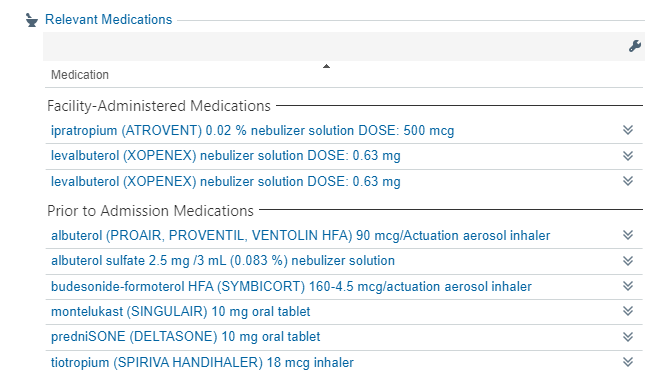 Relevant Medications
Medication
Facility-Administered Medications
ipratropium (ATROVENT) 0.02 % nebulizer solution DOSE: 500 mcg
levalbuterol (XOPENEX) nebulizer solution DOSE: 0.63 mg
levalbuterol (XOPENEX) nebulizer solution DOSE: 0.63 mg
Prior to Admission Medications
albuterol (PROAIR, PROVENTIL, VENTOLIN HFA) 90 mcg/Actuation aerosol inhaler
albuterol sulfate 2.5 mg /3 mL (0.083 %) nebulizer solution
budesonide-formoterol HFA (SYMBICORT) 160-4.5 mcg/actuation aerosol inhaler
montelukast (SINGULAIR) 10 mg oral tablet
predniSONE (DELTASONE) 10 mg oral tablet
tiotropium (SPIRIVA HANDIHALER) 18 mcg inhaler